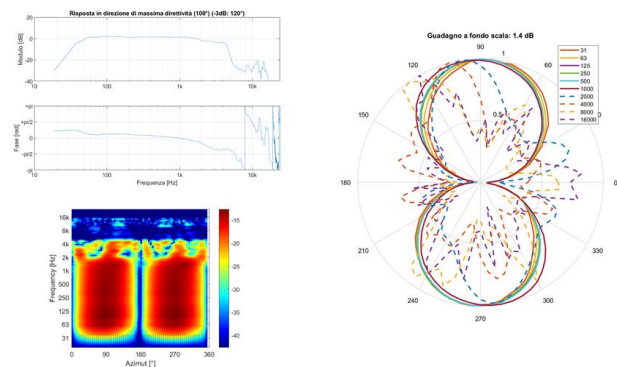 Risposta in direzione di massima direttività (100°) (-3dB: 120°)
20
0
-20
-40
Modulo [dB]
10
100
1k
10k
+pi
+pi/2
0
-pi/2
-pi
Fase [rad]
10
100
1k
10k
Frequenza [Hz]
16k
8k
4k
2k
1k
500
250
125
63
31
Frequency [Hz]
0
90
180
270
360
Azimut [°]
-15
-20
-25
-30
-35
-40
Guadagno a fondo scala: 1.4 dB
90
1
120
60
150
0.5
180
0
210
330
240
300
270
31
63
125
250
500
1000
2000
4000
8000
16000